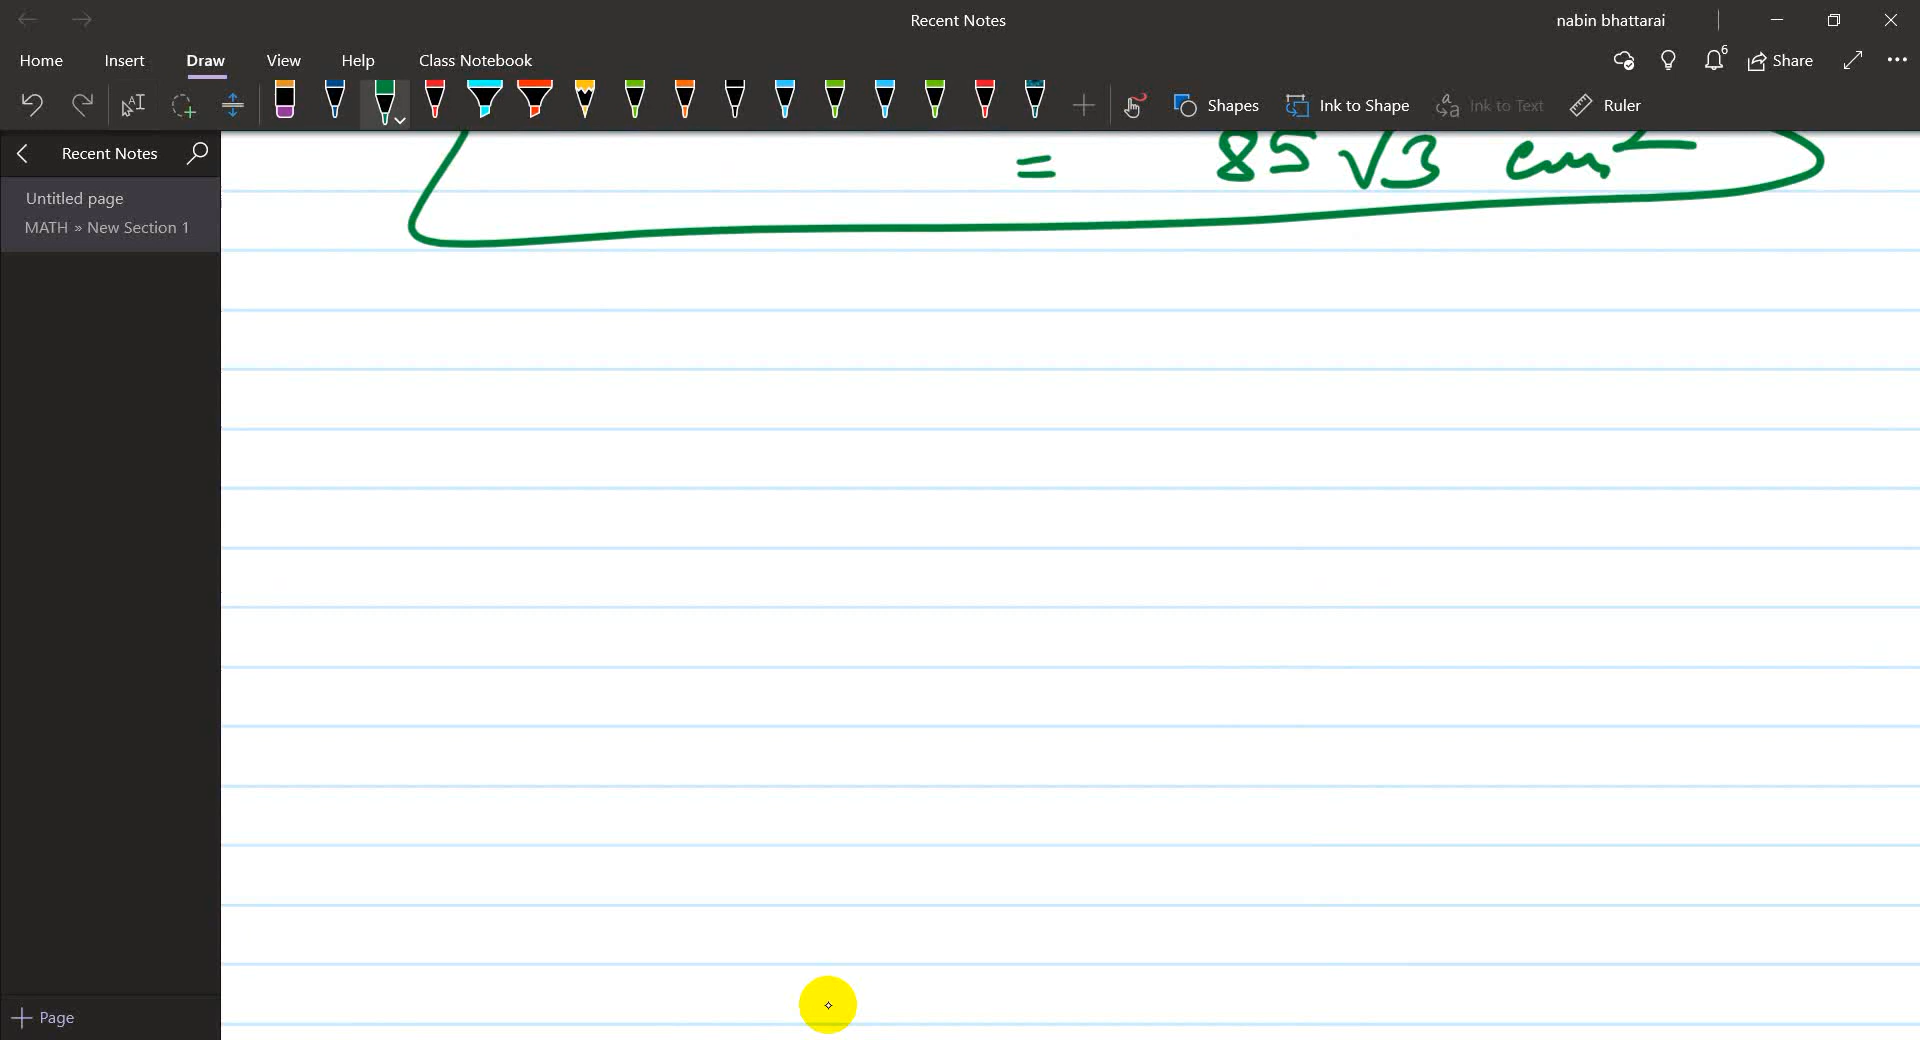 Recent Notes
nabin bhattarai
Home
Insert
Draw
View
Help
Class Notebook
6
Share
Shapes
Ink to Shape
Ink to Text
Ruler
Recent Notes
Untitled page
MATH » New Section 1
= 85 √3 cm²
Page